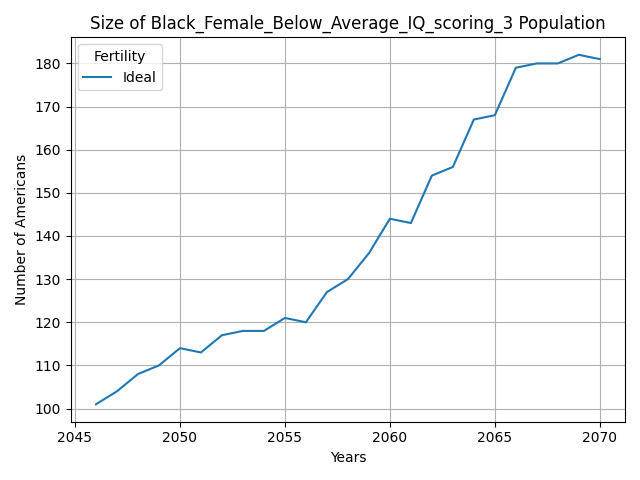 Size of Black_Female_Below_Average_IQ_scoring_3 Population
Fertility
Ideal
180
170
160
150
140
130
120
110
100
Number of Americans
2045 2050 2055 2060 2065 2070
Years